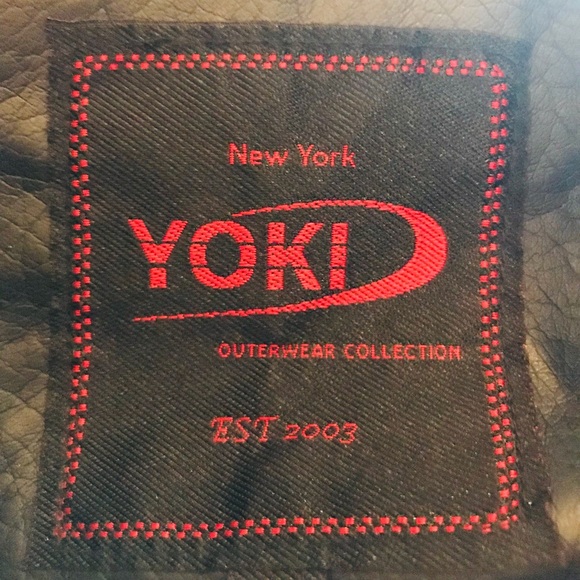 New York
YOKI
OUTERWEAR COLLECTION
EST 2003